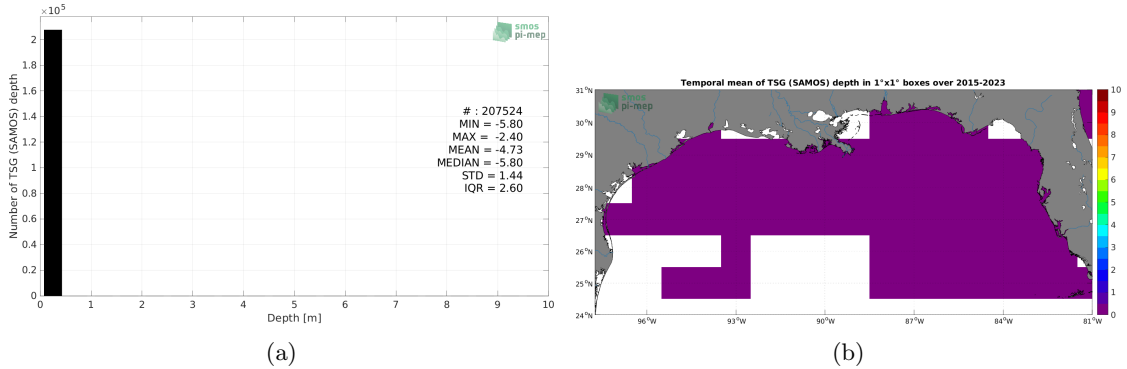 ×10^5
smos
pi-mep
Number of TSG (SAMOS) depth
2
1.8
1.6
1.4
1.2
1
0.8
0.6
0.4
0.2
0
# : 207524
MIN = -5.80
MAX = -2.40
MEAN = -4.73
MEDIAN = -5.80
STD = 1.44
IQR = 2.60
0 1 2 3 4 5 6 7 8 9 10
Depth [m]
(a)
Temporal mean of TSG (SAMOS) depth in 1°x1° boxes over 2015-2023
smos
pi-mep
31°N
30°N
29°N
28°N
27°N
26°N
25°N
24°N
96°W 93°W 90°W 87°W 84°W 81°W
10
9
8
7
6
5
4
3
2
1
0
(b)